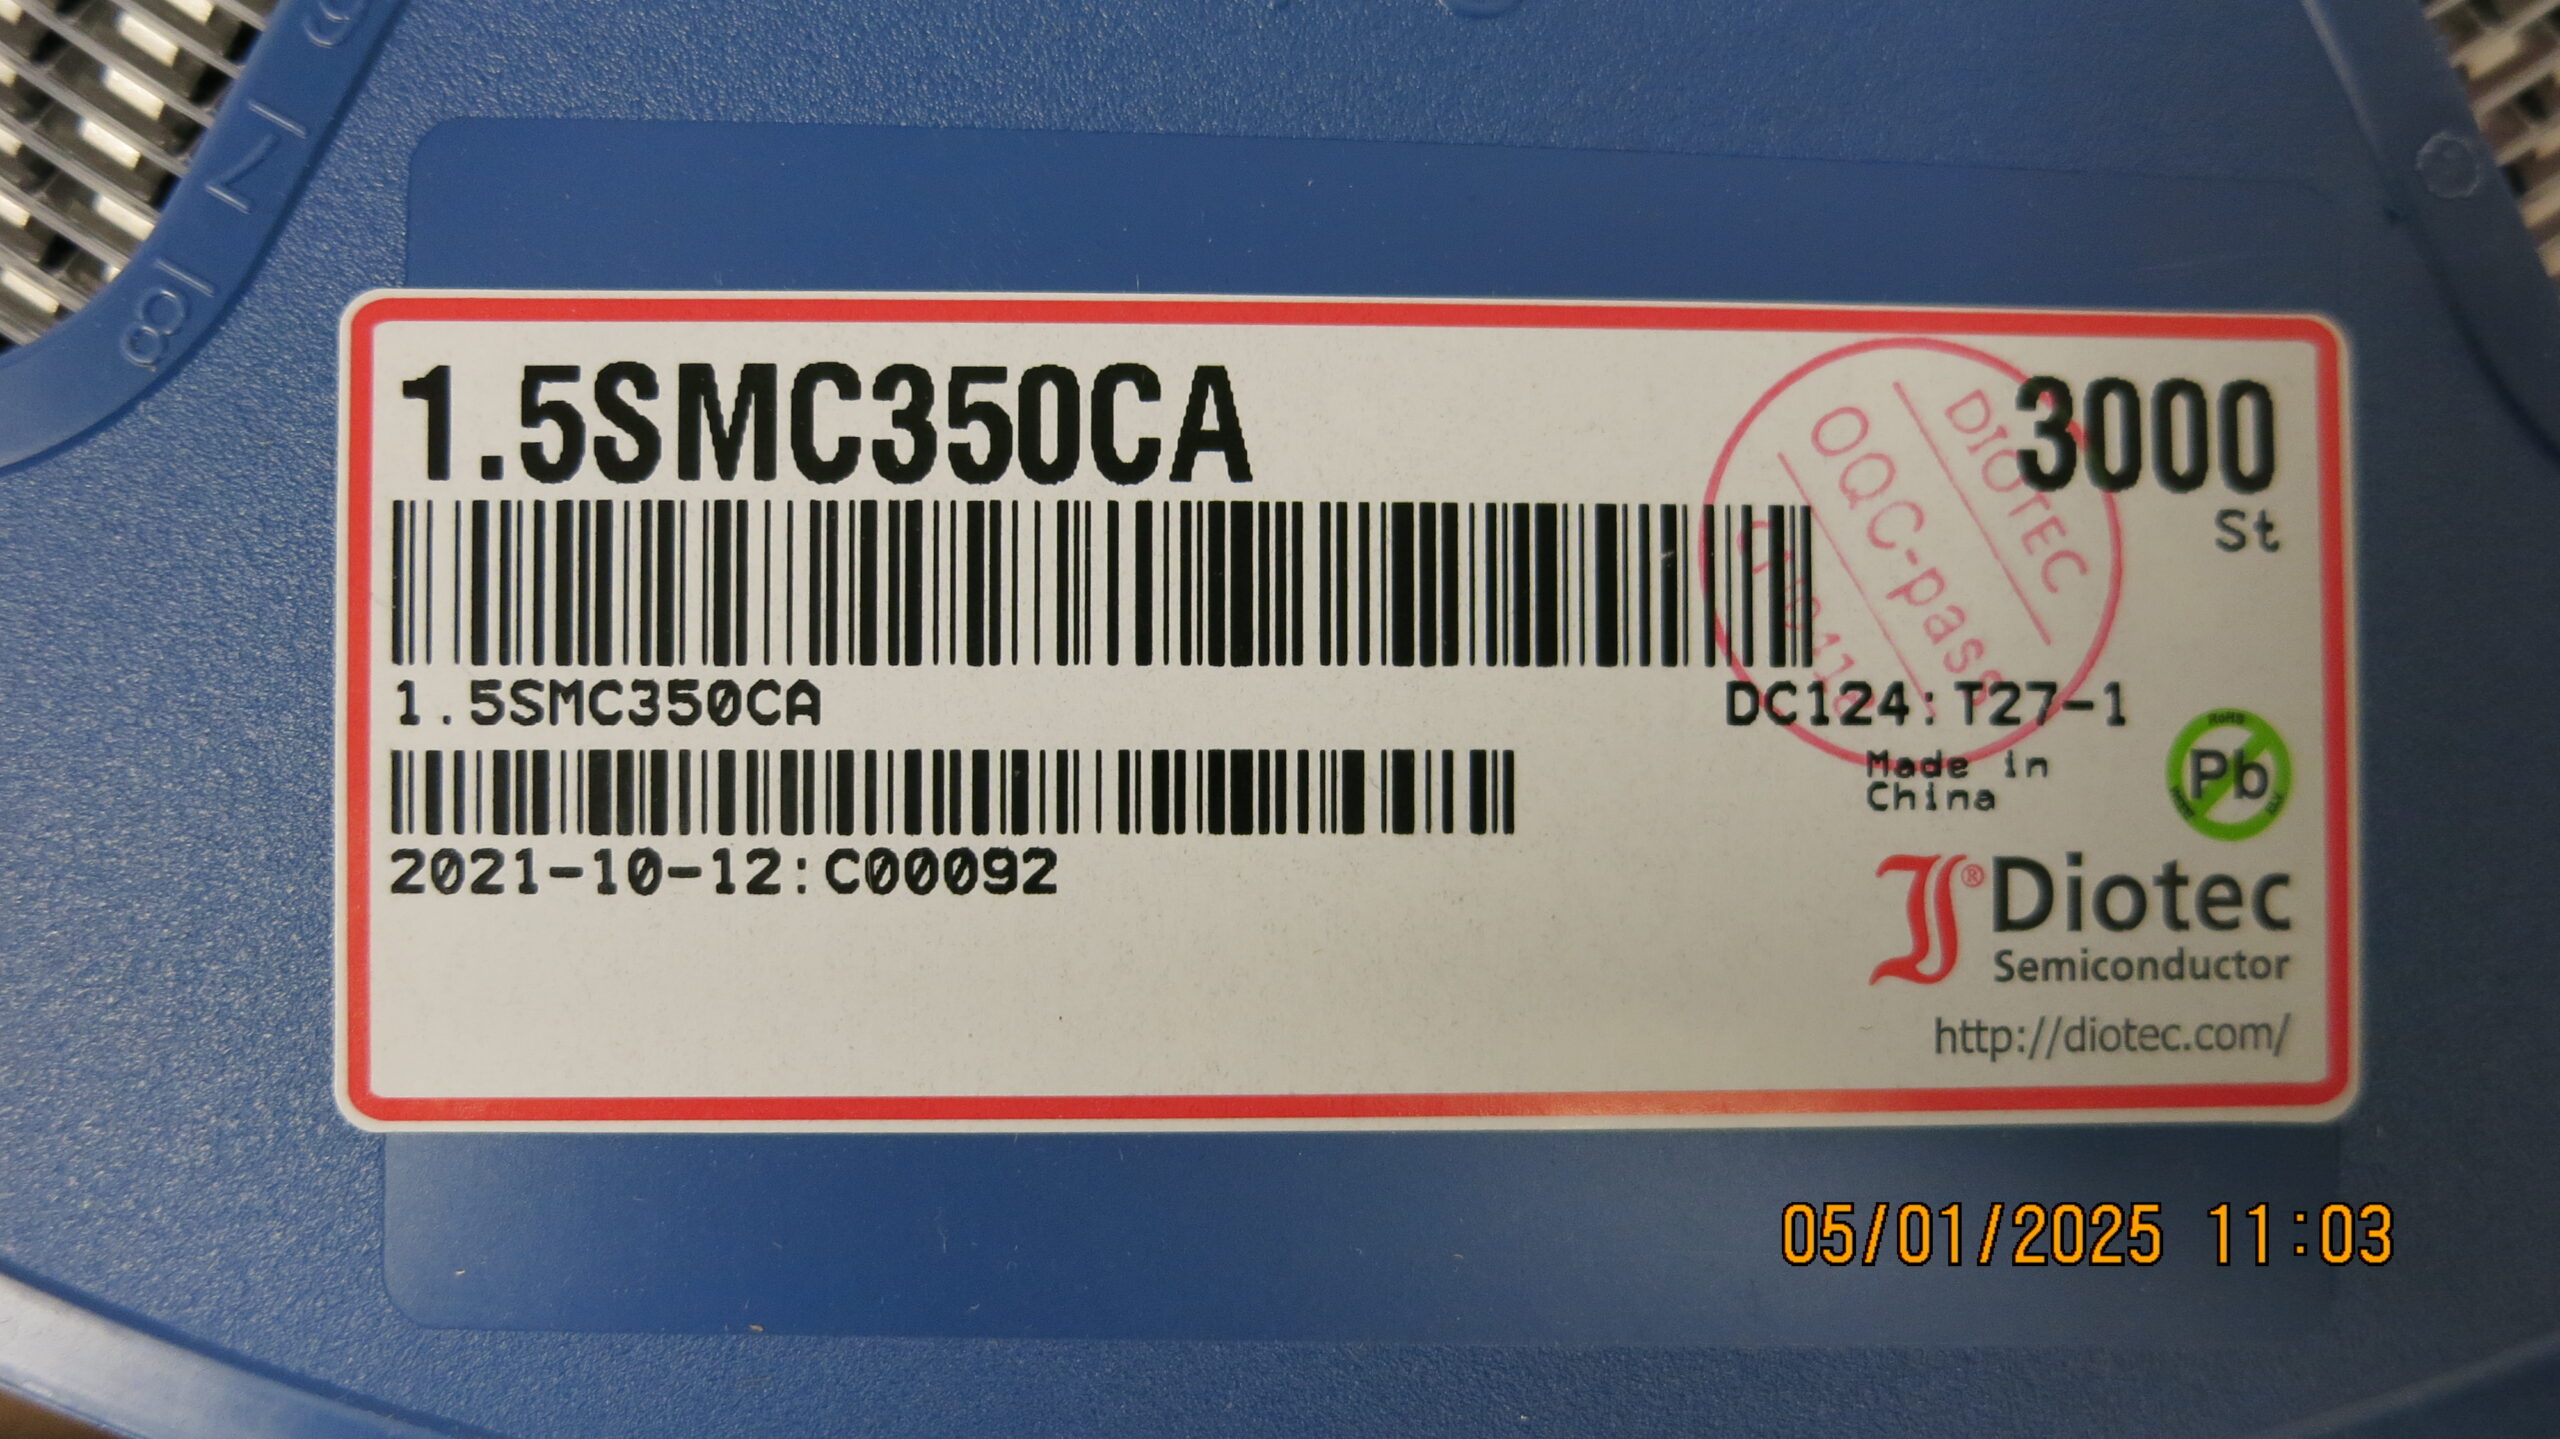 1.5SMC350CA
3000
St
DIOTEC
OQC-pass
1.5SMC350CA
DC124:T27-1
Made in
China
RoHS
Pb
2021-10-12:C00092
Diotec
®
Semiconductor
http://diotec.com/
05/01/2025 11:03